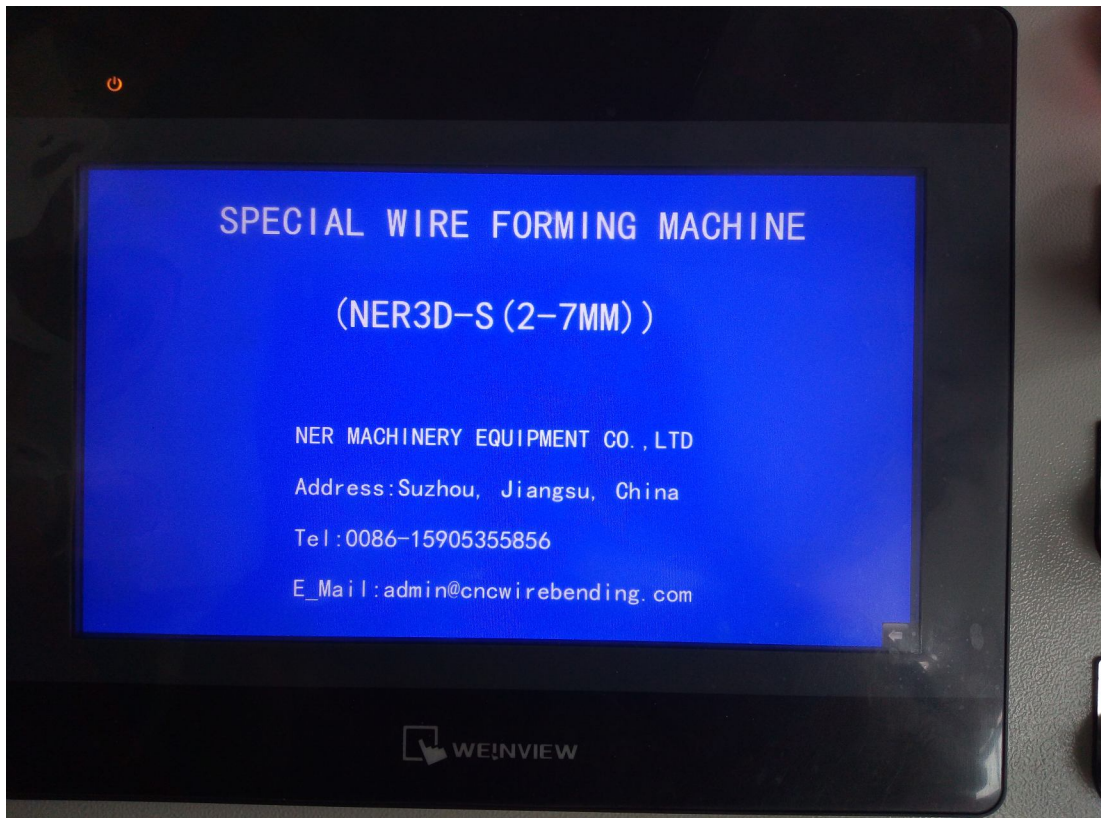 SPECIAL WIRE FORMING MACHINE
(NER3D-S(2-7MM))
NER MACHINERY EQUIPMENT CO.,LTD
Address:Suzhou, Jiangsu, China
Tel:0086-15905355856
E_Mail:admin@cncwirebending.com
WEINVIEW